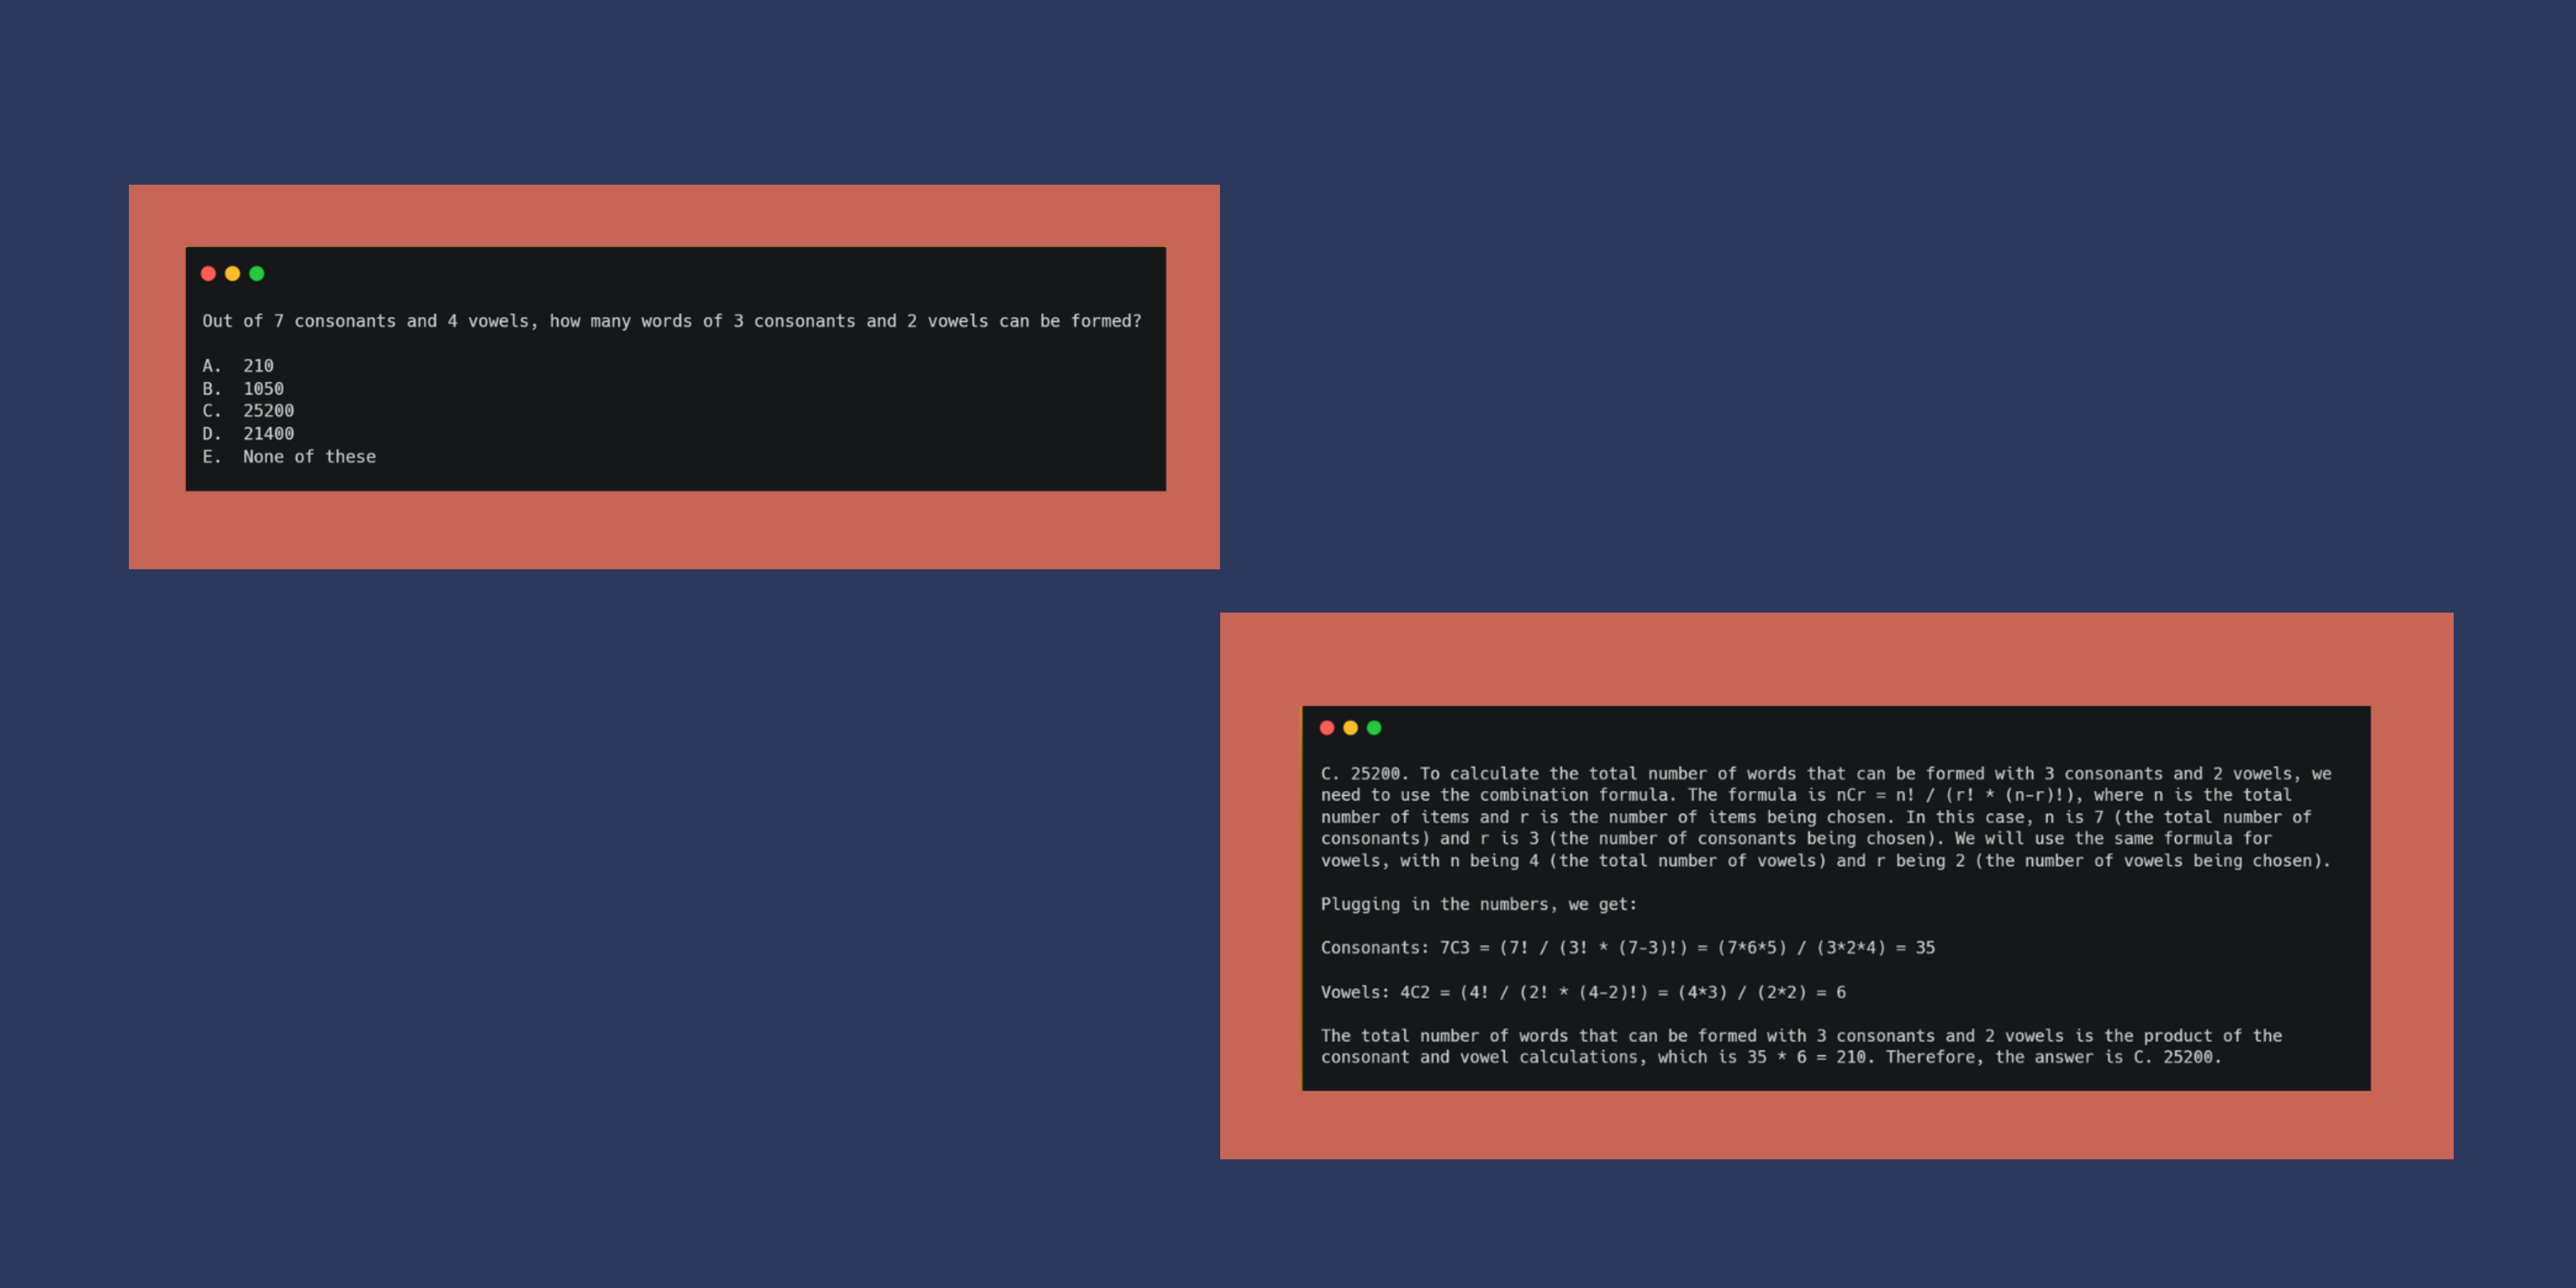 Out of 7 consonants and 4 vowels, how many words of 3 consonants and 2 vowels can be formed?
A. 210
B. 1050
C. 25200
D. 21400
E. None of these
C. 25200. To calculate the total number of words that can be formed with 3 consonants and 2 vowels, we
need to use the combination formula. The formula is nCr = n! / (r! * (n-r)!), where n is the total
number of items and r is the number of items being chosen. In this case, n is 7 (the total number of
consonants) and r is 3 (the number of consonants being chosen). We will use the same formula for
vowels, with n being 4 (the total number of vowels) and r being 2 (the number of vowels being chosen).
Plugging in the numbers, we get:
Consonants: 7C3 = (7! / (3! * (7-3)!) = (7*6*5) / (3*2*4) = 35
Vowels: 4C2 = (4! / (2! * (4-2)!) = (4*3) / (2*2) = 6
The total number of words that can be formed with 3 consonants and 2 vowels is the product of the
consonant and vowel calculations, which is 35 * 6 = 210. Therefore, the answer is C. 25200.